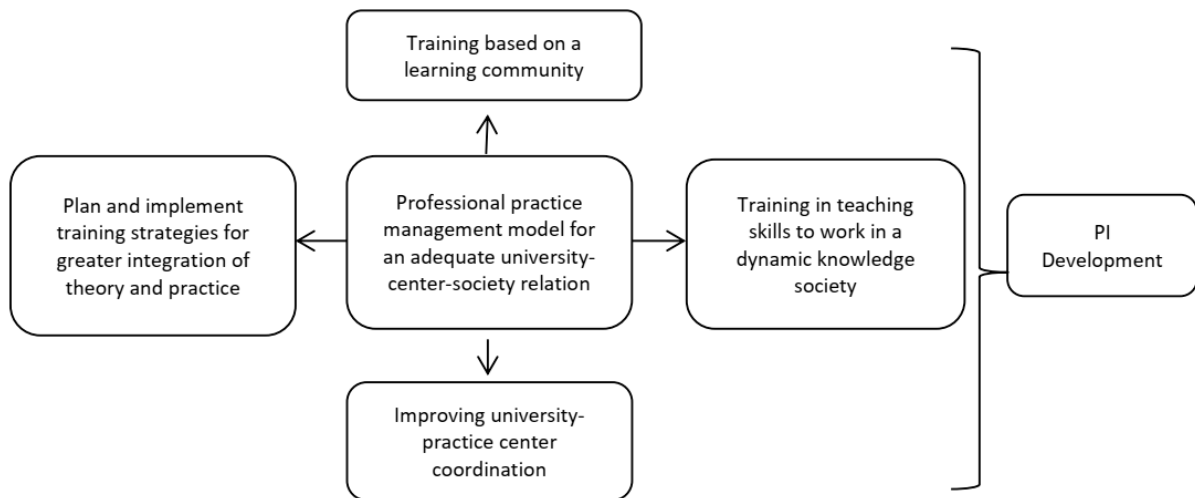 Training based on a
learning community
Plan and implement
training strategies for
greater integration of
theory and practice
Professional practice
management model for
an adequate university-
center-society relation
Training in teaching
skills to work in a
dynamic knowledge
society
PI
Development
Improving university-
practice center
coordination